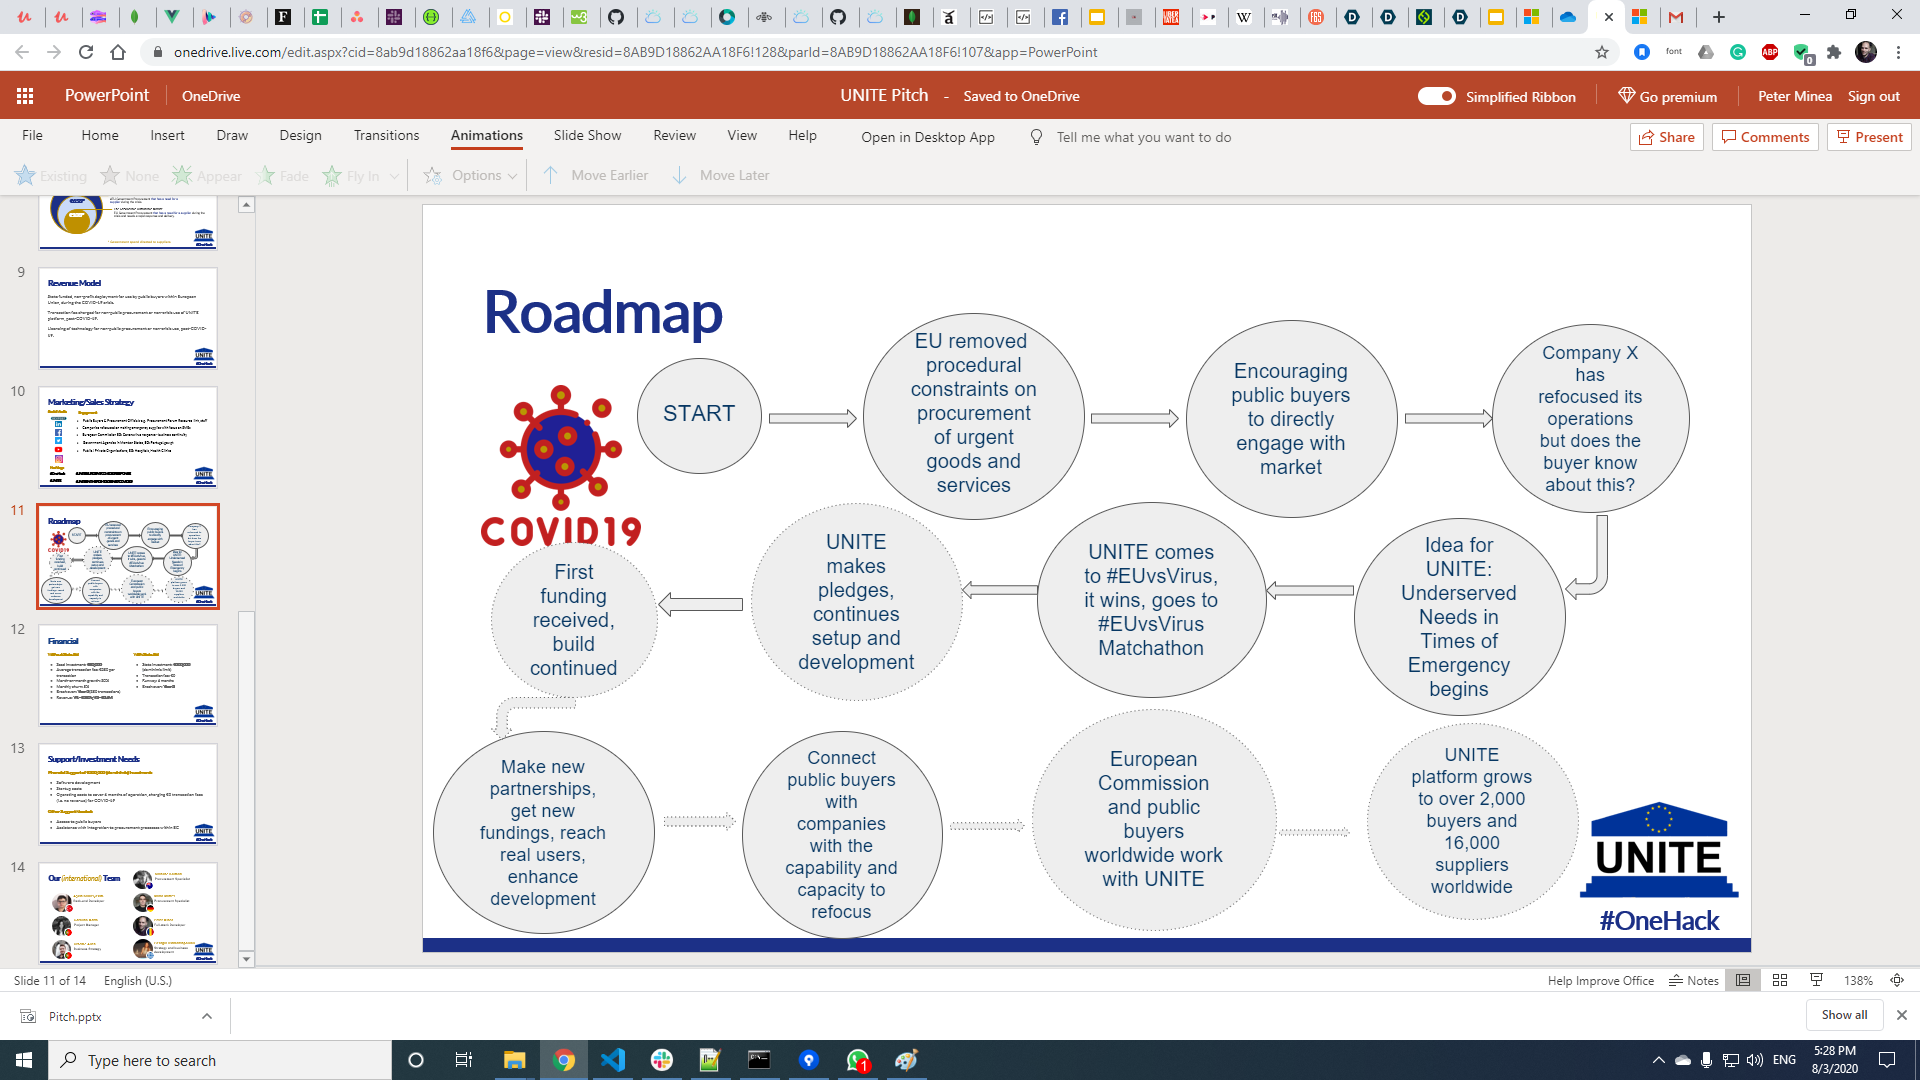 onedrive.live.com/edit.aspx?cid=8ab9d18862aa18f6&page=view&resid=8AB9D18862AA18F6!128&parId=8AB9D18862AA18F6!107&app=PowerPoint
PowerPoint
OneDrive
UNITE Pitch - Saved to OneDrive
Simplified Ribbon
Go premium
Peter Minea
Sign out
File
Home
Insert
Draw
Design
Transitions
Animations
Slide Show
Review
View
Help
Open in Desktop App
Tell me what you want to do
Share
Comments
Present
Existing
None
Appear
Fade
Fly In
Options
Move Earlier
Move Later
9
Revenue Model
UNITE
10
Marketing/Sales Strategy
UNITE
11
Roadmap
COVID19
UNITE
12
Financial
UNITE
#OneHack
13
Support/Investment Needs
UNITE
14
Our (international) Team
UNITE
Roadmap
COVID19
START
EU removed
procedural
constraints on
procurement
of urgent
goods and
services
Encouraging
public buyers
to directly
engage with
market
Company X
has
refocused its
operations
but does the
buyer know
about this?
Idea for
UNITE:
Underserved
Needs in
Times of
Emergency
begins
UNITE comes
to #EUvsVirus,
it wins, goes to
#EUvsVirus
Matchathon
UNITE
makes
pledges,
continues
setup and
development
First
funding
received,
build
continued
Make new
partnerships,
get new
fundings, reach
real users,
enhance
development
Connect
public buyers
with
companies
with the
capability and
capacity to
refocus
European
Commission
and public
buyers
worldwide work
with UNITE
UNITE
platform grows
to over 2,000
buyers and
16,000
suppliers
worldwide
UNITE
#OneHack
Slide 11 of 14
English (U.S.)
Help Improve Office
Notes
138%
Pitch.pptx
Show all
Type here to search
ENG
5:28 PM
8/3/2020